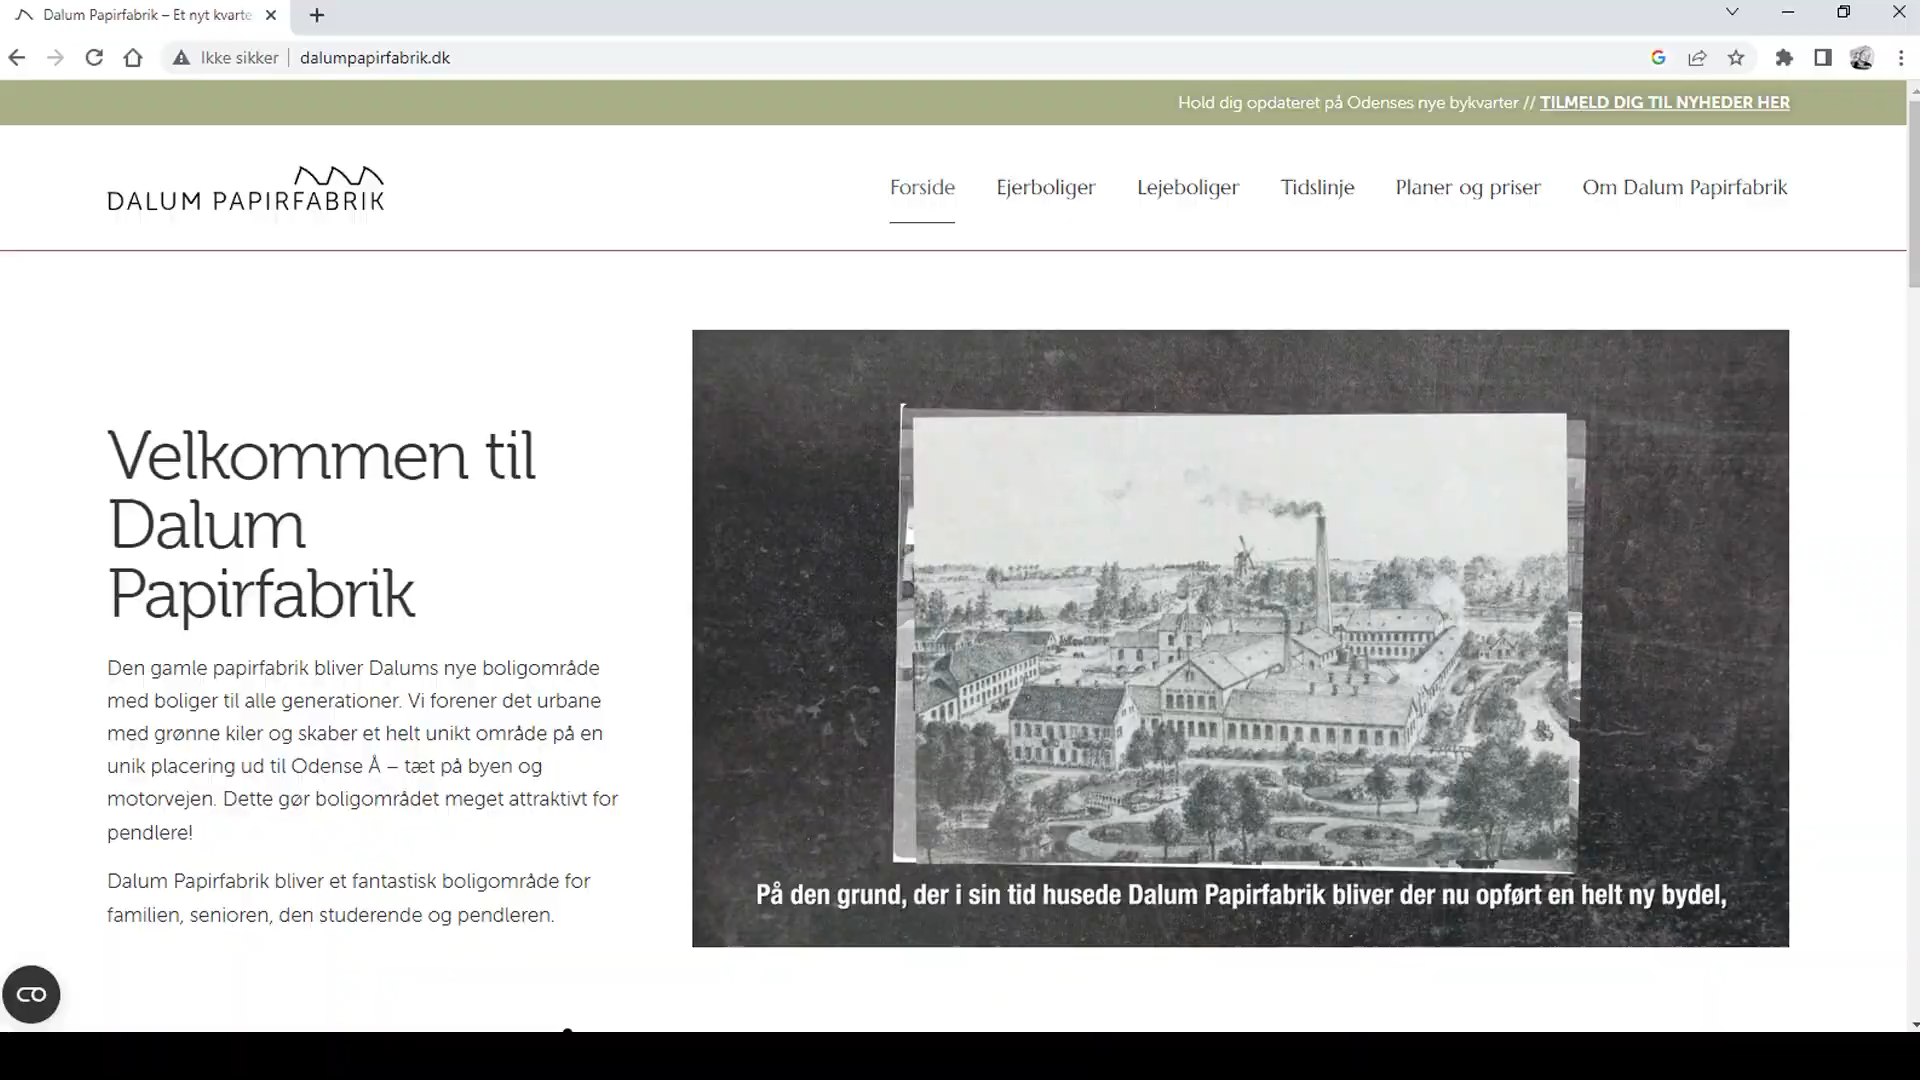 Dalum Papirfabrik – Et nyt kvarte
Ikke sikker
dalumpapirfabrik.dk
Hold dig opdateret på Odenses nye bykvarter // TILMELD DIG TIL NYHEDER HER
DALUM PAPIRFABRIK
Forside
Ejerboliger
Lejeboliger
Tidslinje
Planer og priser
Om Dalum Papirfabrik
Velkommen til
Dalum
Papirfabrik
Den gamle papirfabrik bliver Dalums nye boligområde
med boliger til alle generationer. Vi forener det urbane
med grønne kiler og skaber et helt unikt område på en
unik placering ud til Odense Å – tæt på byen og
motorvejen. Dette gør boligområdet meget attraktivt for
pendlere!
Dalum Papirfabrik bliver et fantastisk boligområde for
familien, senioren, den studerende og pendleren.
På den grund, der i sin tid husede Dalum Papirfabrik bliver der nu opført en helt ny bydel,